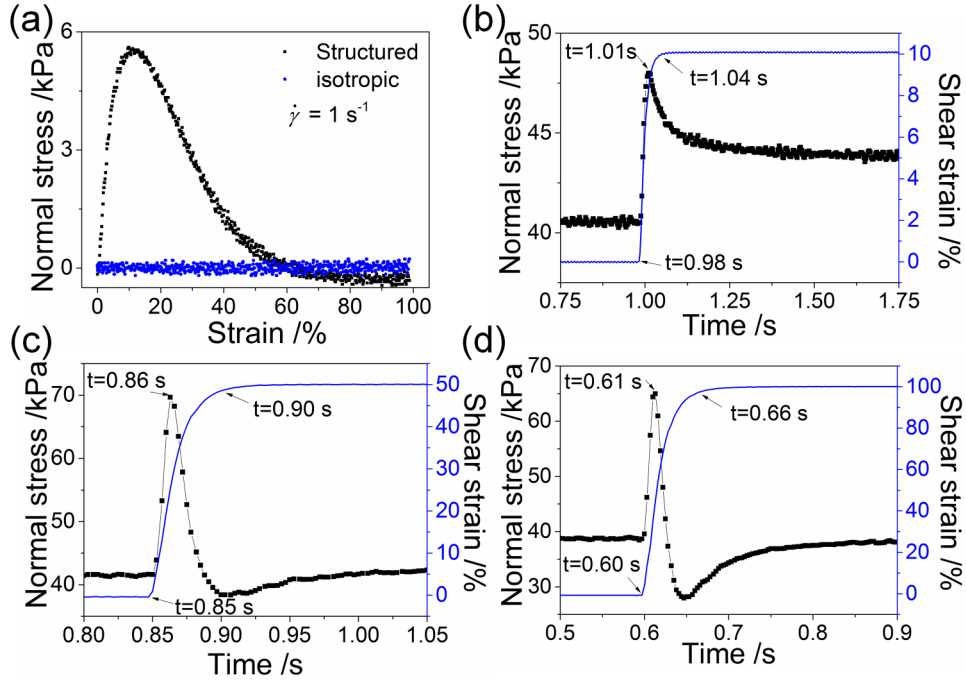 (a)
6
3
0
0 20 40 60 80 100
Normal stress /kPa
Strain /%
Structured
isotropic
γ̇ = 1 s⁻¹
(b)
50
45
40
0.75 1.00 1.25 1.50 1.75
Normal stress /kPa
Time /s
10
8
6
4
2
0
Shear strain /%
t=1.01s
t=1.04 s
t=0.98 s
(c)
70
60
50
40
0.80 0.85 0.90 0.95 1.00 1.05
Normal stress /kPa
Time /s
50
40
30
20
10
0
Shear strain /%
t=0.86 s
t=0.90 s
t=0.85 s
(d)
70
60
50
40
30
0.5 0.6 0.7 0.8 0.9
Normal stress /kPa
Time /s
100
80
60
40
20
0
Shear strain /%
t=0.61 s
t=0.66 s
t=0.60 s